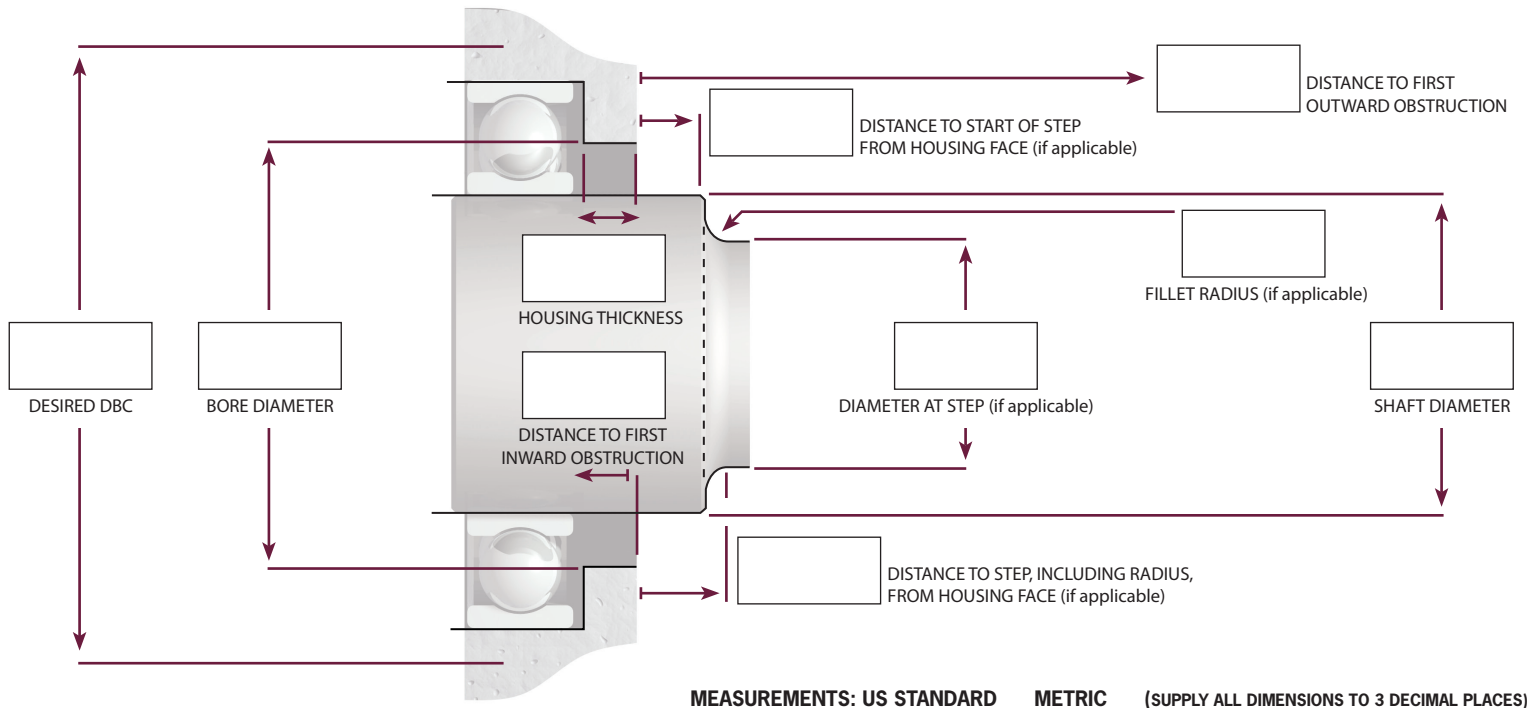 DISTANCE TO FIRST
OUTWARD OBSTRUCTION
DISTANCE TO START OF STEP
FROM HOUSING FACE (if applicable)
FILLET RADIUS (if applicable)
HOUSING THICKNESS
DESIRED DBC
BORE DIAMETER
DIAMETER AT STEP (if applicable)
SHAFT DIAMETER
DISTANCE TO FIRST
INWARD OBSTRUCTION
DISTANCE TO STEP, INCLUDING RADIUS,
FROM HOUSING FACE (if applicable)
MEASUREMENTS: US STANDARD METRIC (SUPPLY ALL DIMENSIONS TO 3 DECIMAL PLACES)